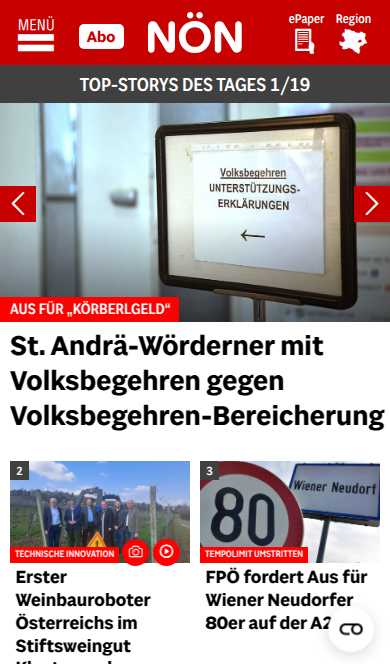 MENÜ
Abo
NÖN
ePaper
Region
TOP-STORYS DES TAGES 1/19
Volksbegehren
UNTERSTÜTZUNGS-
ERKLÄRUNGEN
AUS FÜR „KÖRBERLGELD“
St. Andrä-Wörderner mit
Volksbegehren gegen
Volksbegehren-Bereicherung
2
TECHNISCHE INNOVATION
Erster
Weinbauroboter
Österreichs im
Stiftsweingut
3
80
Wiener Neudorf
TEMPOLIMIT UMSTRITTEN
FPÖ fordert Aus für
Wiener Neudorfer
80er auf der A2